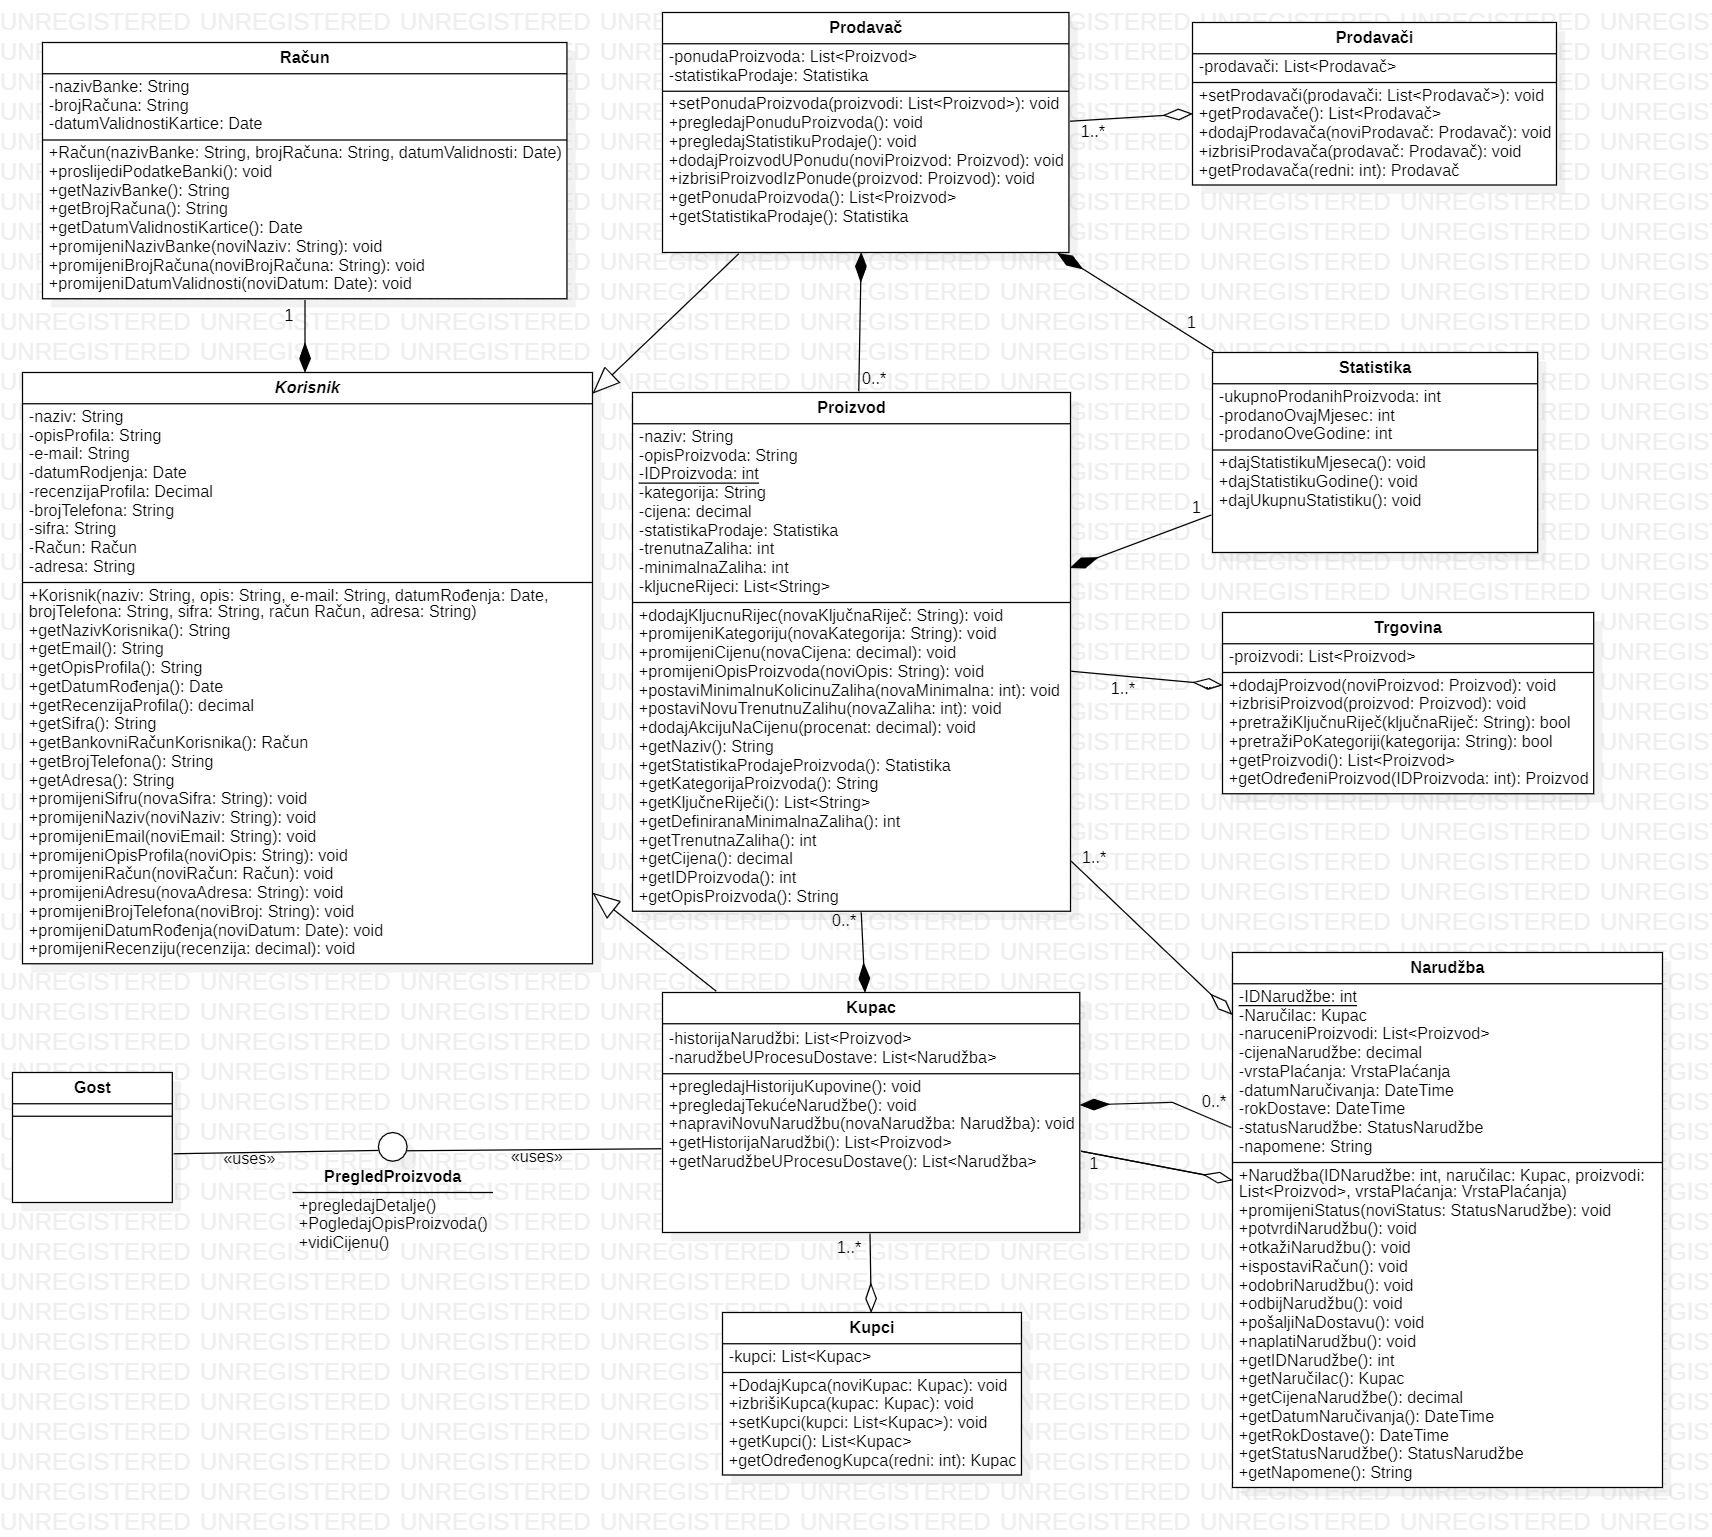 Račun
-nazivBanke: String
-brojRačuna: String
-datumValidnostiKartice: Date
+Račun(nazivBanke: String, brojRačuna: String, datumValidnosti: Date)
+proslijediPodatkeBanki(): void
+getNazivBanke(): String
+getBrojRačuna(): String
+getDatumValidnostiKartice(): Date
+promijeniNazivBanke(noviNaziv: String): void
+promijeniBrojRačuna(noviBrojRačuna: String): void
+promijeniDatumValidnosti(noviDatum: Date): void
1
Prodavač
-ponudaProizvoda: List<Proizvod>
-statistikaProdaje: Statistika
+setPonudaProizvoda(proizvodi: List<Proizvod>): void
+pregledajPonuduProizvoda(): void
+pregledajStatistikuProdaje(): void
+dodajProizvodUPonudu(noviProizvod: Proizvod): void
+izbrisiProizvodIzPonude(proizvod: Proizvod): void
+getPonudaProizvoda(): List<Proizvod>
+getStatistikaProdaje(): Statistika
1..*
Prodavači
-prodavači: List<Prodavač>
+setProdavači(prodavači: List<Prodavač>): void
+getProdavače(): List<Prodavač>
+dodajProdavača(noviProdavač: Prodavač): void
+izbrisiProdavača(prodavač: Prodavač): void
+getProdavača(redni: int): Prodavač
Korisnik
-naziv: String
-opisProfila: String
-e-mail: String
-datumRodjenja: Date
-recenzijaProfila: Decimal
-brojTelefona: String
-sifra: String
-Račun: Račun
-adresa: String
+Korisnik(naziv: String, opis: String, e-mail: String, datumRođenja: Date,
brojTelefona: String, sifra: String, račun Račun, adresa: String)
+getNazivKorisnika(): String
+getEmail(): String
+getOpisProfila(): String
+getDatumRođenja(): Date
+getRecenzijaProfila(): decimal
+getSifra(): String
+getBankovniRačunKorisnika(): Račun
+getBrojTelefona(): String
+getAdresa(): String
+promijeniSifru(novaSifra: String): void
+promijeniNaziv(noviNaziv: String): void
+promijeniEmail(noviEmail: String): void
+promijeniOpisProfila(noviOpis: String): void
+promijeniRačun(noviRačun: Račun): void
+promijeniAdresu(novaAdresa: String): void
+promijeniBrojTelefona(noviBroj: String): void
+promijeniDatumRođenja(noviDatum: Date): void
+promijeniRecenziju(recenzija: decimal): void
0..*
Proizvod
-naziv: String
-opisProizvoda: String
-IDProizvoda: int
-kategorija: String
-cijena: decimal
-statistikaProdaje: Statistika
-trenutnaZaliha: int
-minimalnaZaliha: int
-kljucneRijeci: List<String>
+dodajKljucnuRijec(novaKljučnaRiječ: String): void
+promijeniKategoriju(novaKategorija: String): void
+promijeniCijenu(novaCijena: decimal): void
+promijeniOpisProizvoda(noviOpis: String): void
+postaviMinimalnuKolicinuZaliha(novaMinimalna: int): void
+postaviNovuTrenutnuZalihu(novaZaliha: int): void
+dodajAkcijuNaCijenu(procenat: decimal): void
+getNaziv(): String
+getStatistikaProdajeProizvoda(): Statistika
+getKategorijaProizvoda(): String
+getKljučneRiječi(): List<String>
+getDefiniranaMinimalnaZaliha(): int
+getTrenutnaZaliha(): int
+getCijena(): decimal
+getIDProizvoda(): int
+getOpisProizvoda(): String
0..*
1
Statistika
-ukupnoProdanihProizvoda: int
-prodanoOvajMjesec: int
-prodanoOveGodine: int
+dajStatistikuMjeseca(): void
+dajStatistikuGodine(): void
+dajUkupnuStatistiku(): void
1
Trgovina
-proizvodi: List<Proizvod>
+dodajProizvod(noviProizvod: Proizvod): void
+izbrisiProizvod(proizvod: Proizvod): void
+pretražiKljučnuRiječ(ključnaRiječ: String): bool
+pretražiPoKategoriji(kategorija: String): bool
+getProizvodi(): List<Proizvod>
+getOdređeniProizvod(IDProizvoda: int): Proizvod
1..*
1..*
Gost
«uses»
PregledProizvoda
+pregledajDetalje()
+PogledajOpisProizvoda()
+vidiCijenu()
«uses»
Kupac
-historijaNarudžbi: List<Proizvod>
-narudžbeUProcesuDostave: List<Narudžba>
+pregledajHistorijuKupovine(): void
+pregledajTekućeNarudžbe(): void
+napraviNovuNarudžbu(novaNarudžba: Narudžba): void
+getHistorijaNarudžbi(): List<Proizvod>
+getNarudžbeUProcesuDostave(): List<Narudžba>
0..*
1
1..*
Kupci
-kupci: List<Kupac>
+DodajKupca(noviKupac: Kupac): void
+izbrišiKupca(kupac: Kupac): void
+setKupci(kupci: List<Kupac>): void
+getKupci(): List<Kupac>
+getOdređenogKupca(redni: int): Kupac
Narudžba
-IDNarudžbe: int
-Naručilac: Kupac
-naruceniProizvodi: List<Proizvod>
-cijenaNarudžbe: decimal
-vrstaPlaćanja: VrstaPlaćanja
-datumNaručivanja: DateTime
-rokDostave: DateTime
-statusNarudžbe: StatusNarudžbe
-napomene: String
+Narudžba(IDNarudžbe: int, naručilac: Kupac, proizvodi:
List<Proizvod>, vrstaPlaćanja: VrstaPlaćanja)
+promijeniStatus(noviStatus: StatusNarudžbe): void
+potvrdiNarudžbu(): void
+otkažiNarudžbu(): void
+ispostaviRačun(): void
+odobriNarudžbu(): void
+odbijNarudžbu(): void
+pošaljiNaDostavu(): void
+naplatiNarudžbu(): void
+getIDNarudžbe(): int
+getNaručilac(): Kupac
+getCijenaNarudžbe(): decimal
+getDatumNaručivanja(): DateTime
+getRokDostave(): DateTime
+getStatusNarudžbe(): StatusNarudžbe
+getNapomene(): String
UNREGISTERED